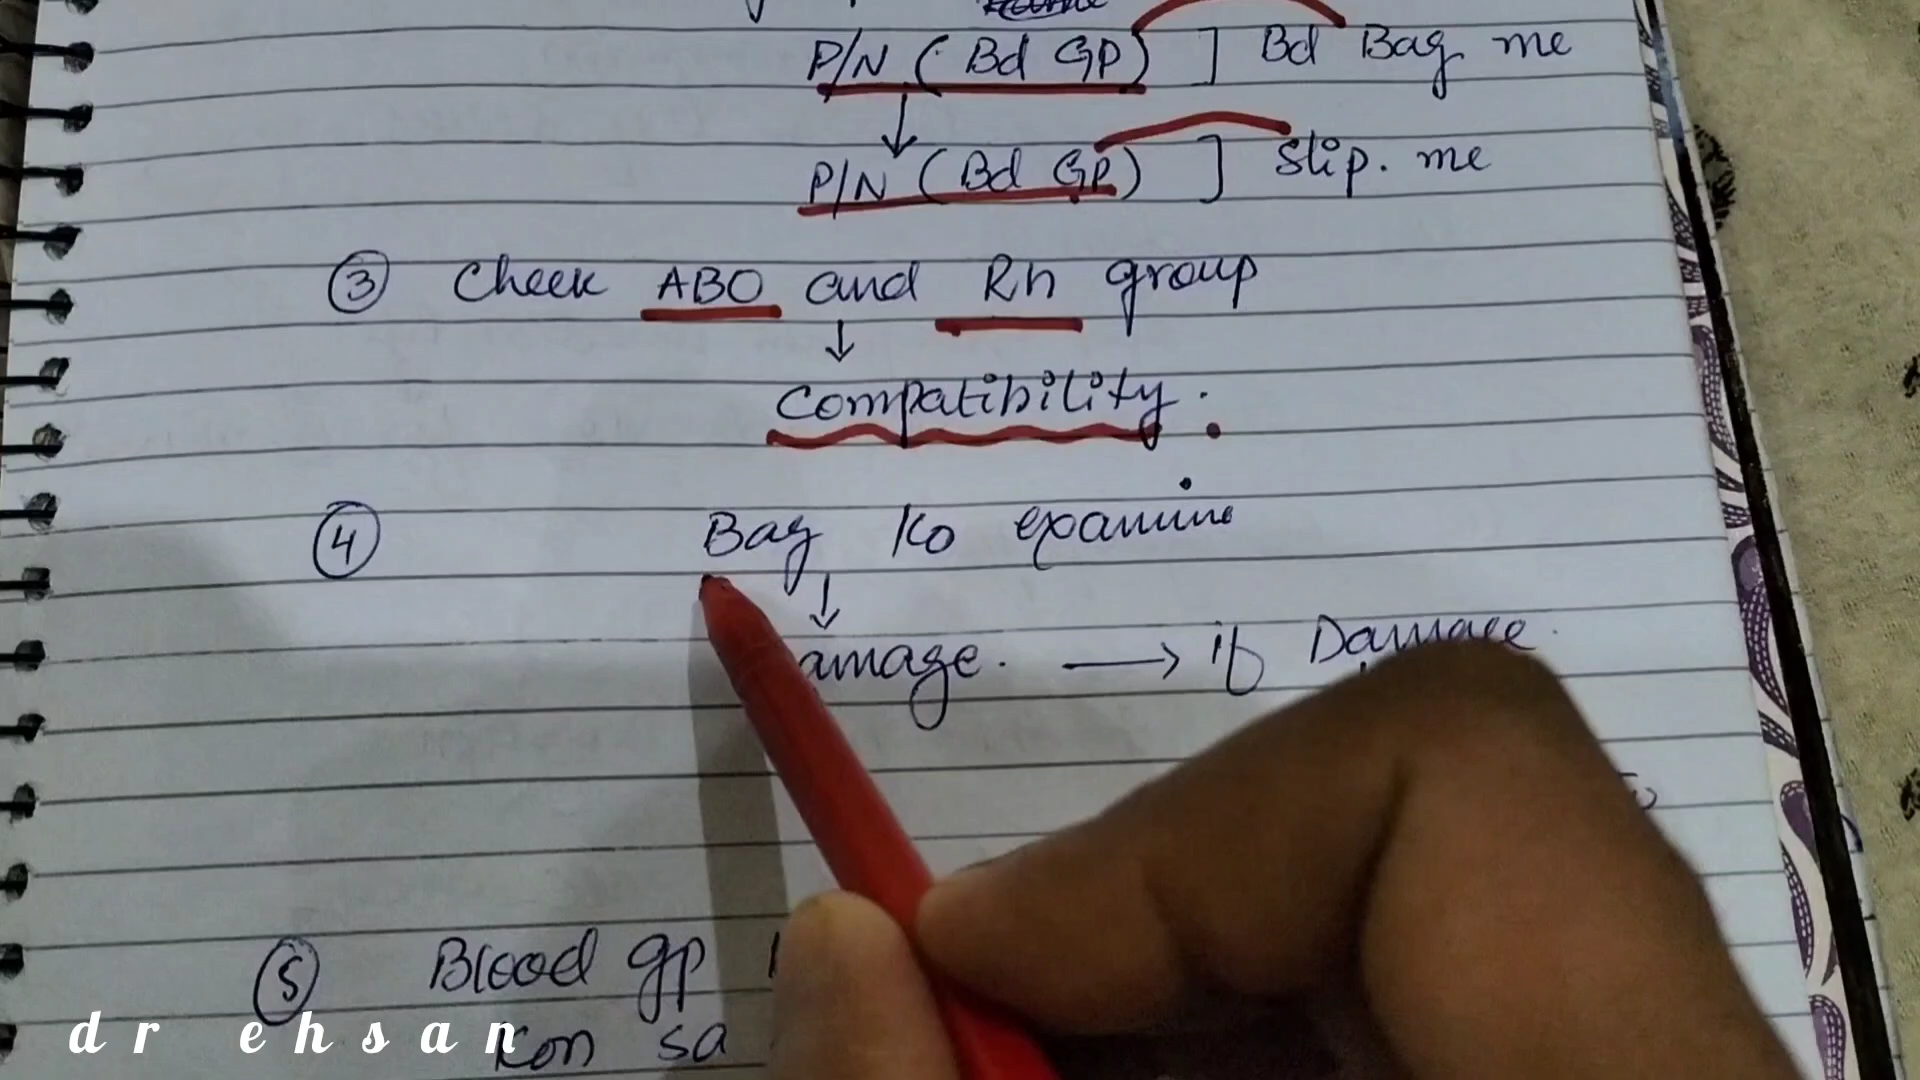 P/N ( Bd GP) ] Bd Bag me
↓
P/N ( Bd GP) ] Slip. me
③ Check ABO and Rh group
↓
Compatibility.
④ Bag Ko examine
↓
amage. → if Damage.
⑤ Blood gp
Kon sa
dr ehsan